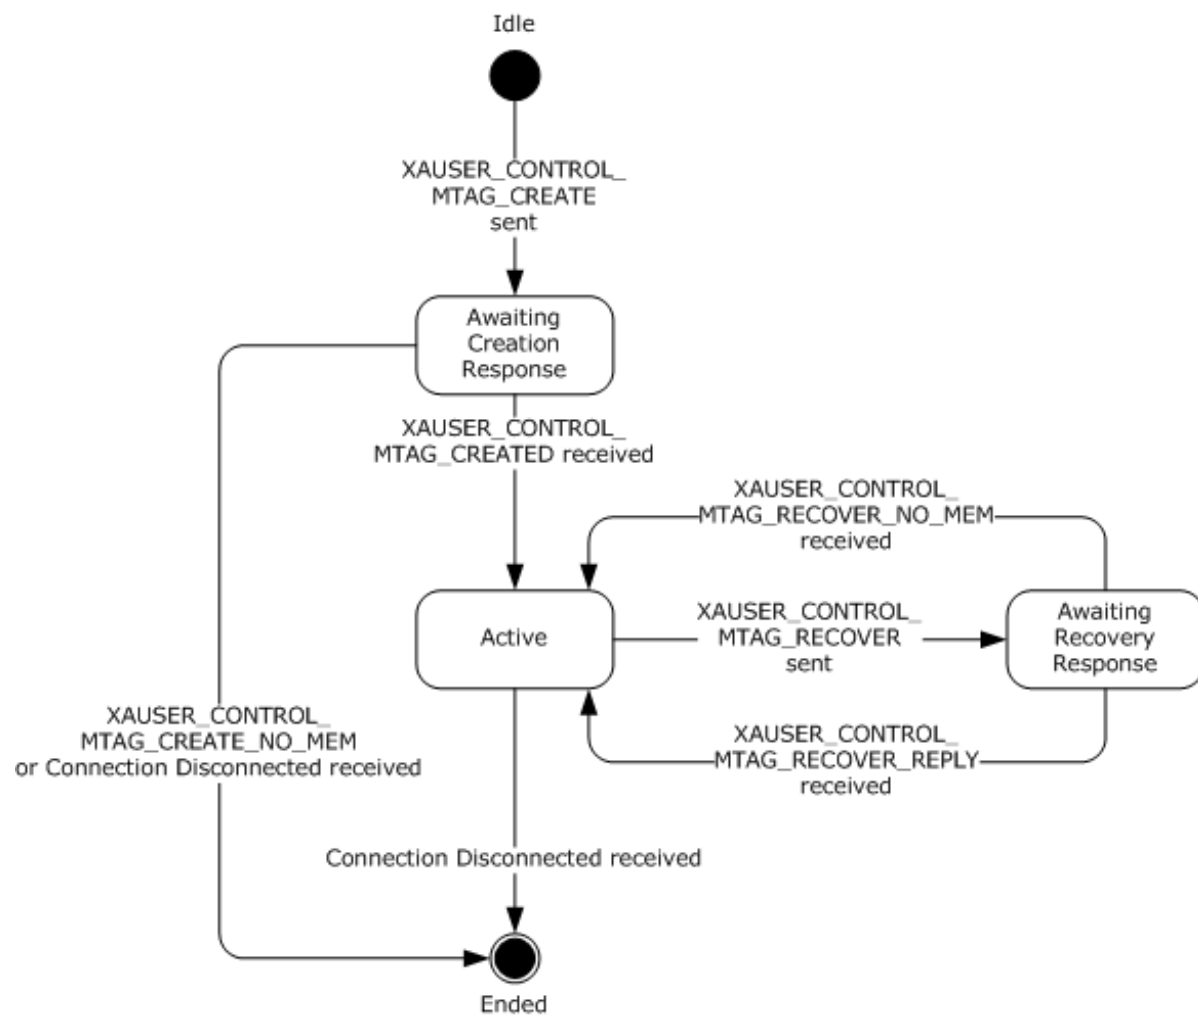 Idle
XAUSER_CONTROL_
MTAG_CREATE
sent
Awaiting
Creation
Response
XAUSER_CONTROL_
MTAG_CREATED received
XAUSER_CONTROL_
MTAG_RECOVER_NO_MEM
received
Active
XAUSER_CONTROL_
MTAG_RECOVER
sent
Awaiting
Recovery
Response
XAUSER_CONTROL_
MTAG_CREATE_NO_MEM
or Connection Disconnected received
XAUSER_CONTROL_
MTAG_RECOVER_REPLY
received
Connection Disconnected received
Ended